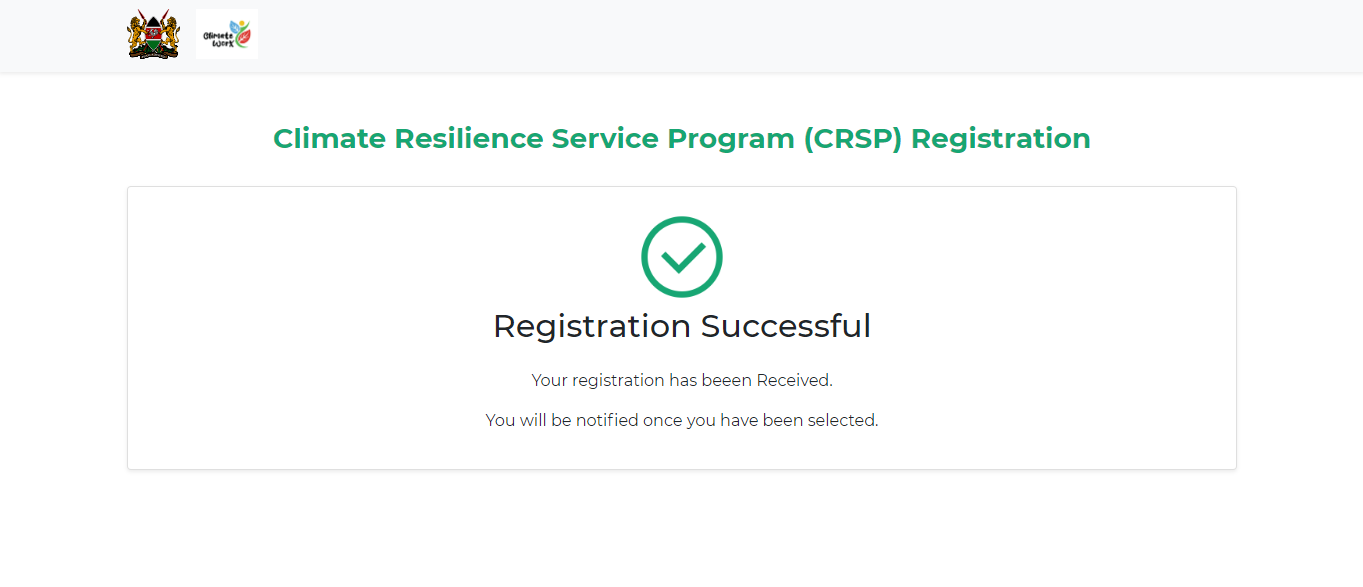 Climate
WorX
Climate Resilience Service Program (CRSP) Registration
Registration Successful
Your registration has beeen Received.
You will be notified once you have been selected.